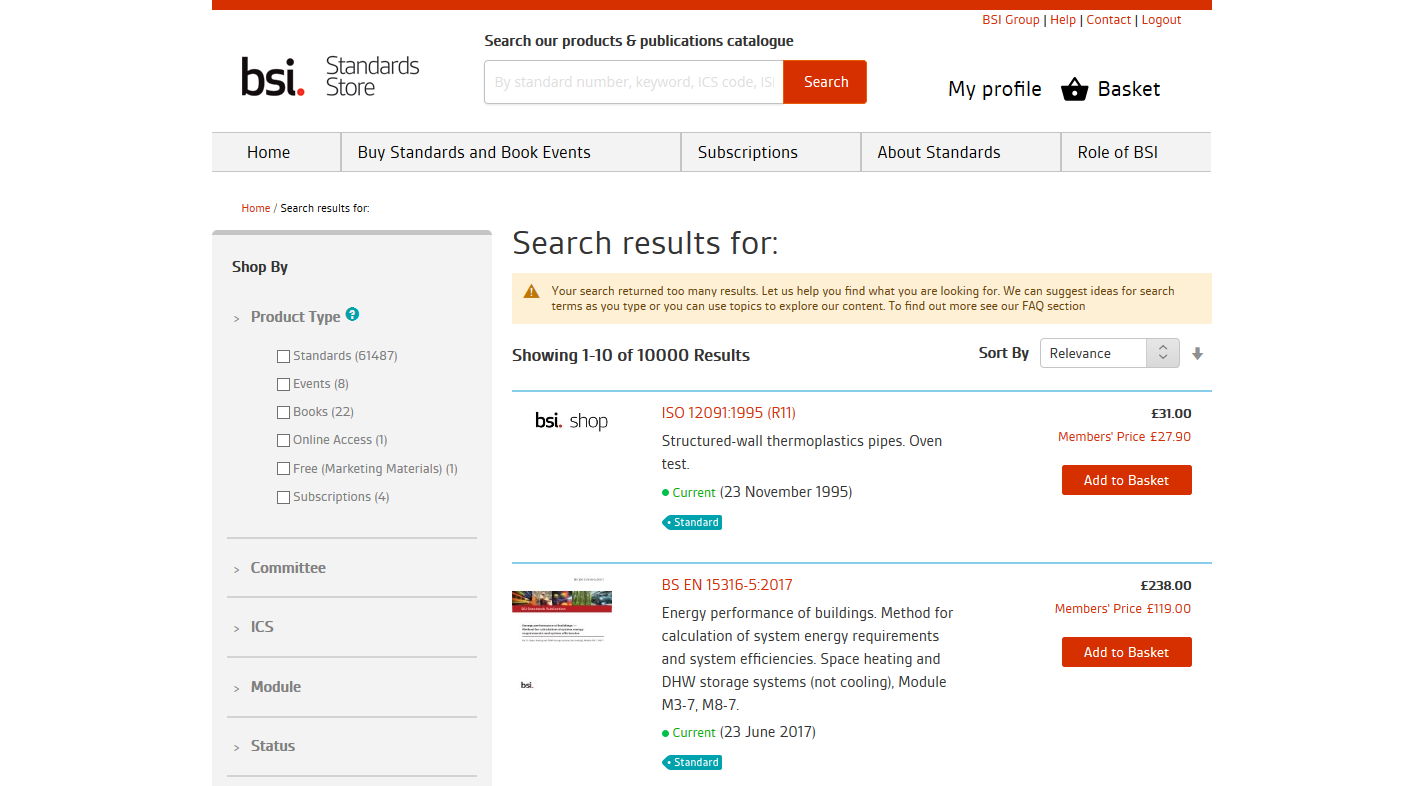 BSI Group | Help | Contact | Logout
Search our products & publications catalogue
bsi. Standards Store
By standard number, keyword, ICS code, ISI
Search
My profile
Basket
Home
Buy Standards and Book Events
Subscriptions
About Standards
Role of BSI
Home / Search results for:
Shop By
Product Type ?
Standards (61487)
Events (8)
Books (22)
Online Access (1)
Free (Marketing Materials) (1)
Subscriptions (4)
Committee
ICS
Module
Status
Search results for:
Your search returned too many results. Let us help you find what you are looking for. We can suggest ideas for search
terms as you type or you can use topics to explore our content. To find out more see our FAQ section
Showing 1-10 of 10000 Results
Sort By
Relevance
bsi. shop
ISO 12091:1995 (R11)
Structured-wall thermoplastics pipes. Oven
test.
Current (23 November 1995)
Standard
£31.00
Members' Price £27.90
Add to Basket
bsi.
BS EN 15316-5:2017
Energy performance of buildings. Method for
calculation of system energy requirements
and system efficiencies. Space heating and
DHW storage systems (not cooling), Module
M3-7, M8-7.
Current (23 June 2017)
Standard
£238.00
Members' Price £119.00
Add to Basket